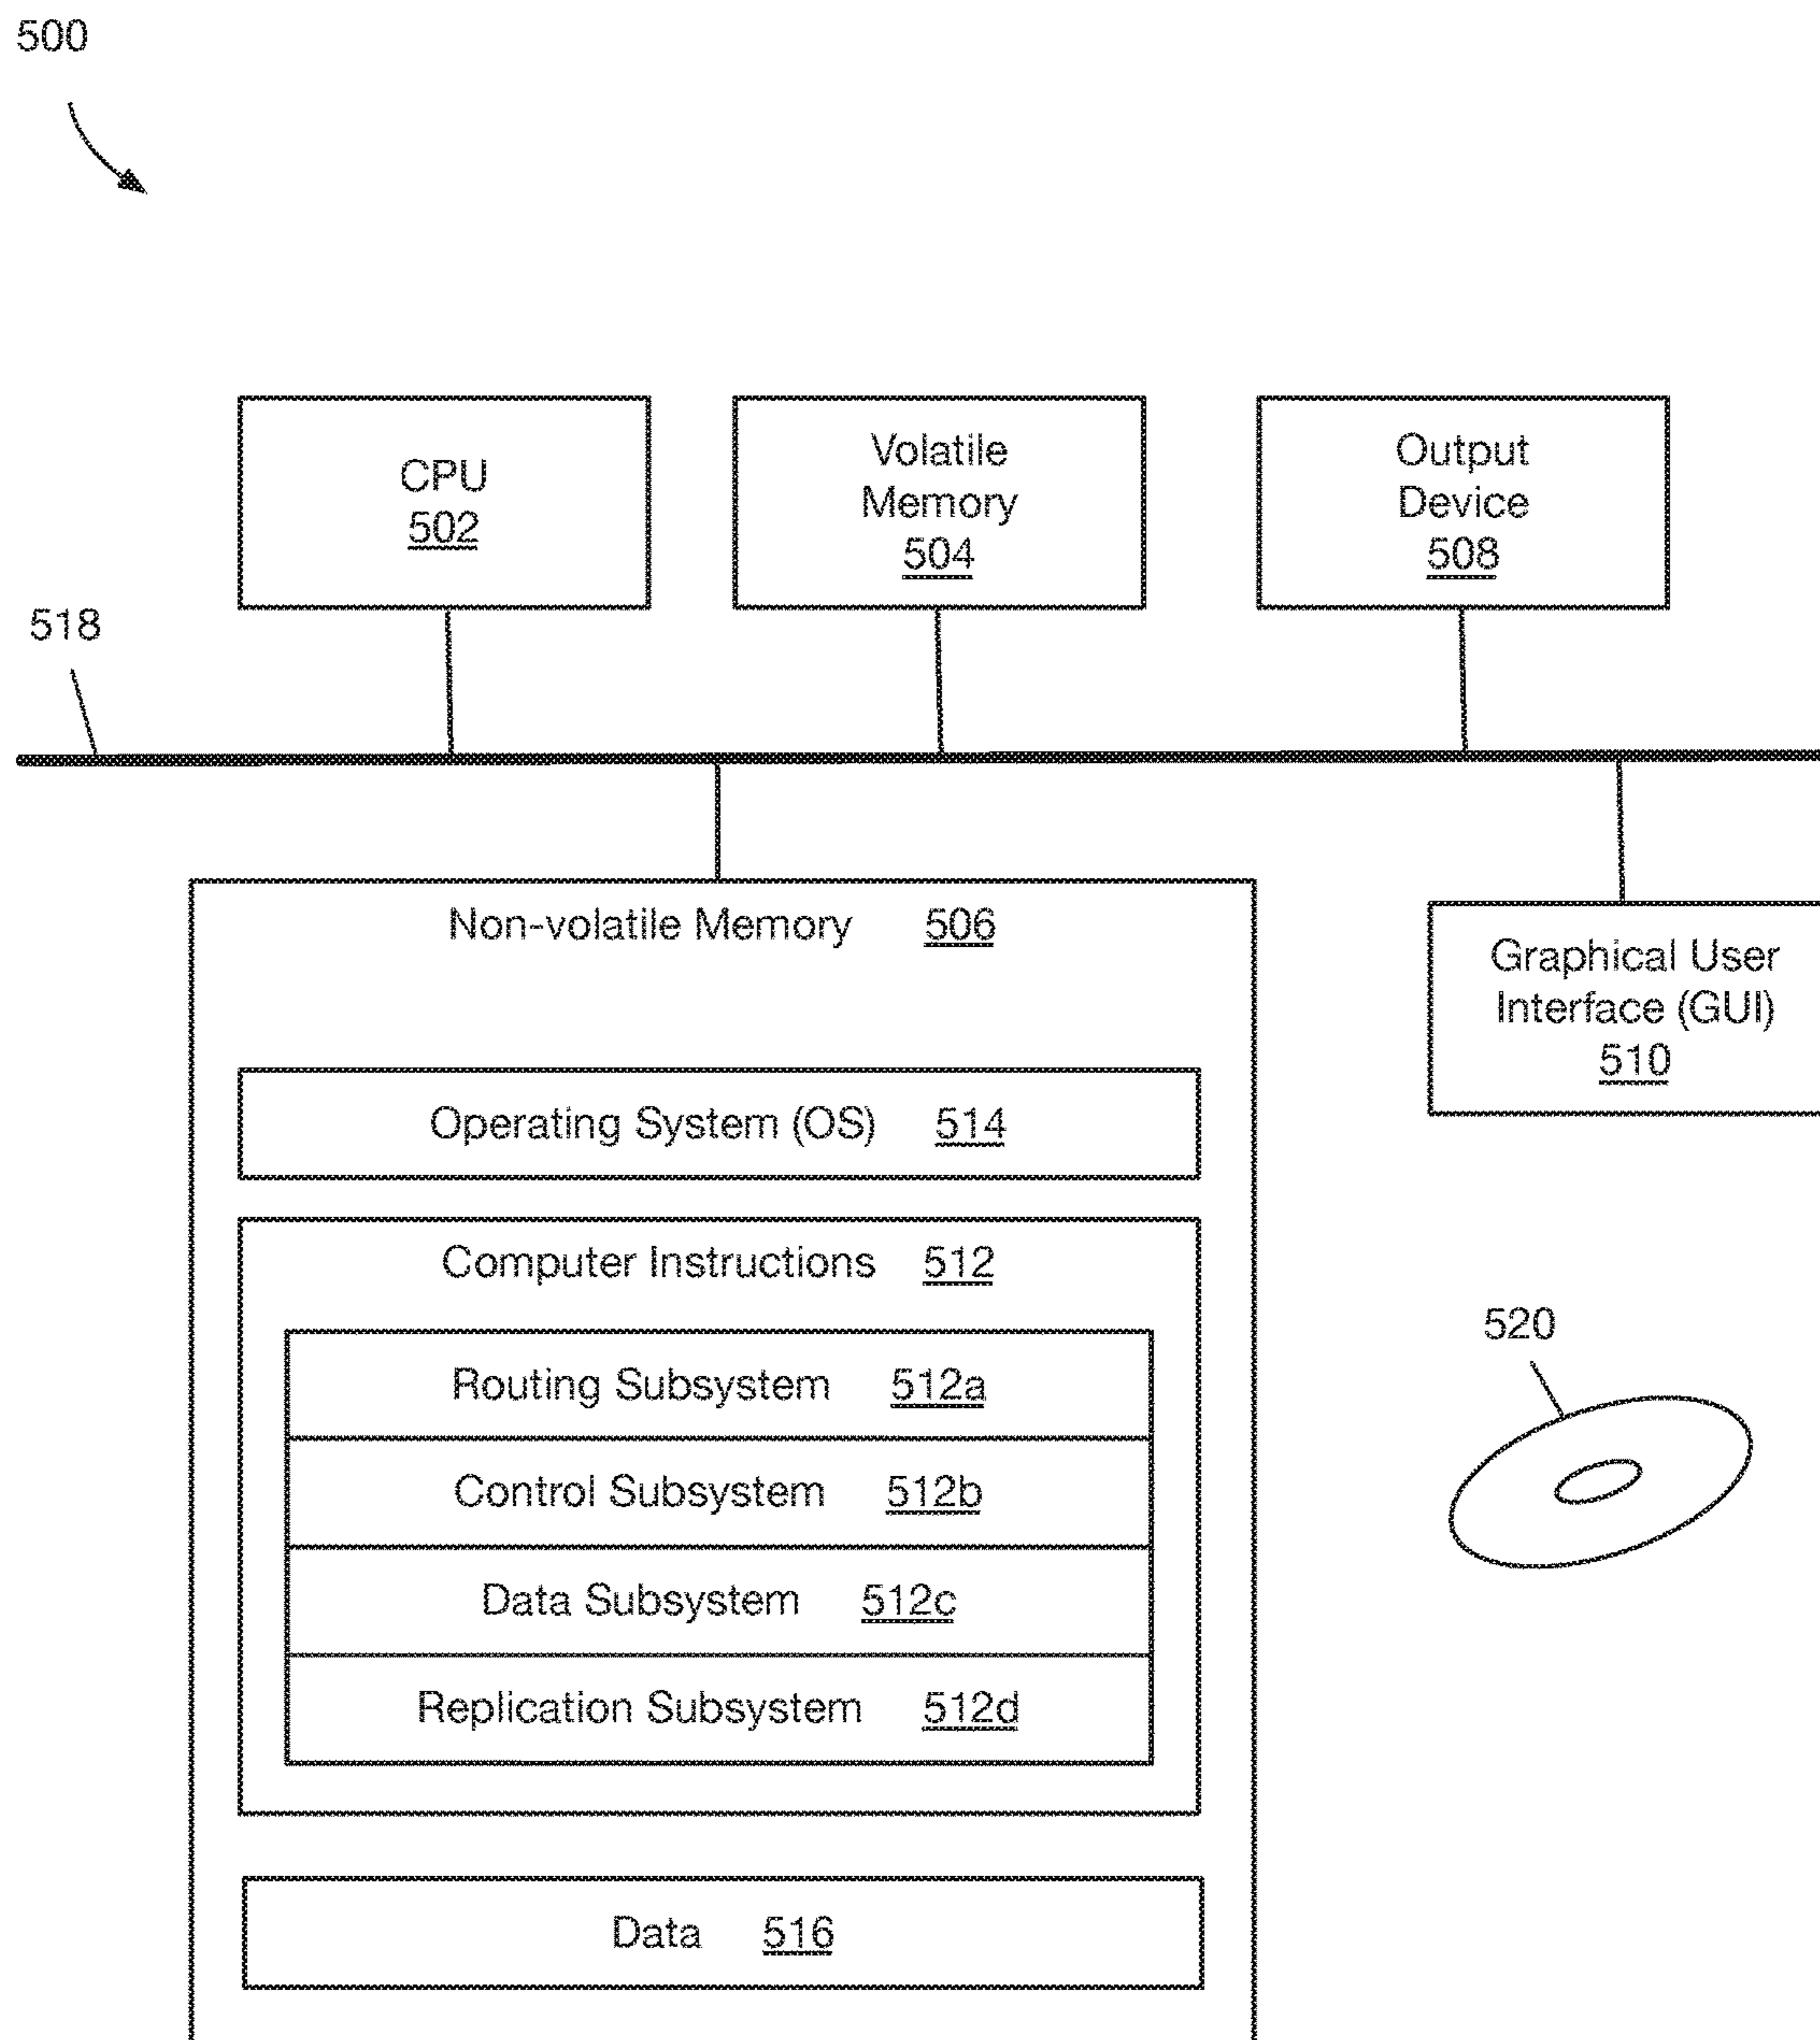 500
CPU
502
Volatile
Memory
504
Output
Device
508
518
Non-volatile Memory 506
Graphical User
Interface (GUI)
510
Operating System (OS) 514
Computer Instructions 512
Routing Subsystem 512a
Control Subsystem 512b
Data Subsystem 512c
Replication Subsystem 512d
520
Data 516